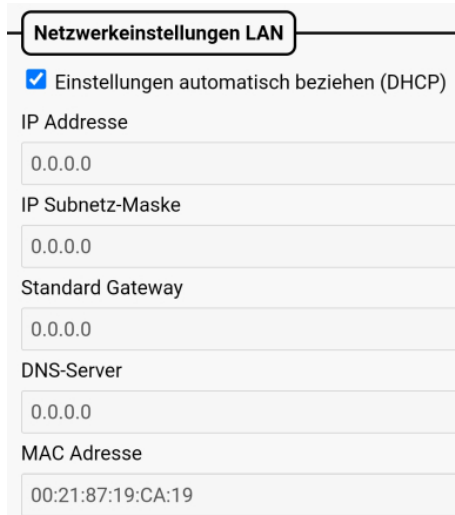 Netzwerkeinstellungen LAN
Einstellungen automatisch beziehen (DHCP)
IP Addresse
0.0.0.0
IP Subnetz-Maske
0.0.0.0
Standard Gateway
0.0.0.0
DNS-Server
0.0.0.0
MAC Adresse
00:21:87:19:CA:19